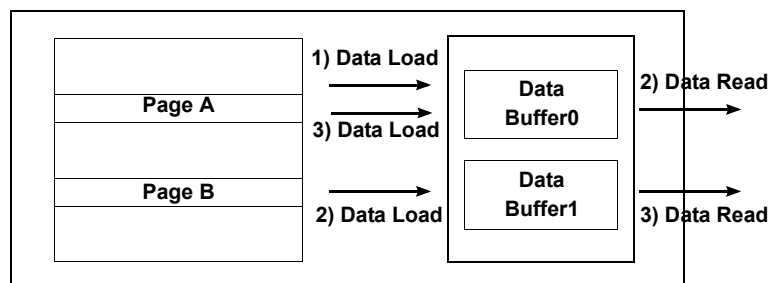 1) Data Load
Page A
3) Data Load
Data
Buffer0
2) Data Read
Page B
2) Data Load
Data
Buffer1
3) Data Read